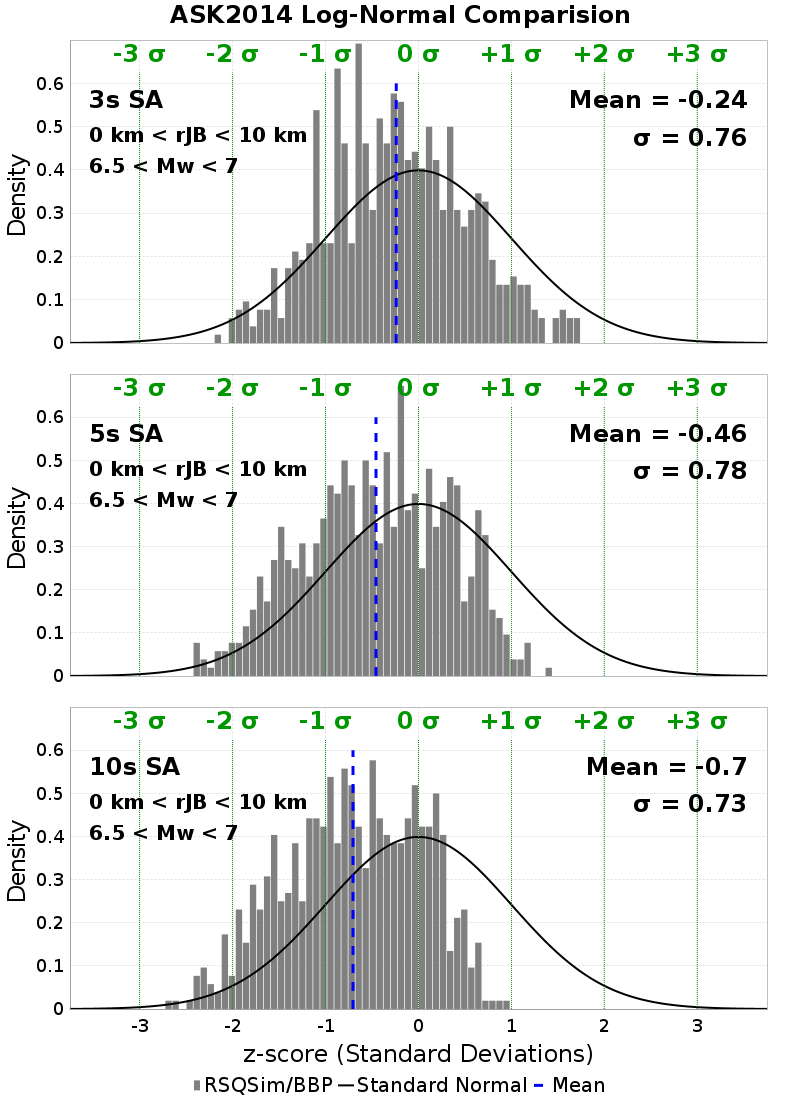 ASK2014 Log-Normal Comparision
-3 σ -2 σ -1 σ 0 σ +1 σ +2 σ +3 σ
3s SA
0 km < rJB < 10 km
6.5 < Mw < 7
Mean = -0.24
σ = 0.76
Density
0.6
0.5
0.4
0.3
0.2
0.1
0
-3 σ -2 σ -1 σ 0 σ +1 σ +2 σ +3 σ
5s SA
0 km < rJB < 10 km
6.5 < Mw < 7
Mean = -0.46
σ = 0.78
Density
0.6
0.5
0.4
0.3
0.2
0.1
0
-3 σ -2 σ -1 σ 0 σ +1 σ +2 σ +3 σ
10s SA
0 km < rJB < 10 km
6.5 < Mw < 7
Mean = -0.7
σ = 0.73
Density
0.6
0.5
0.4
0.3
0.2
0.1
0
-3 -2 -1 0 1 2 3
z-score (Standard Deviations)
RSQSim/BBP Standard Normal Mean